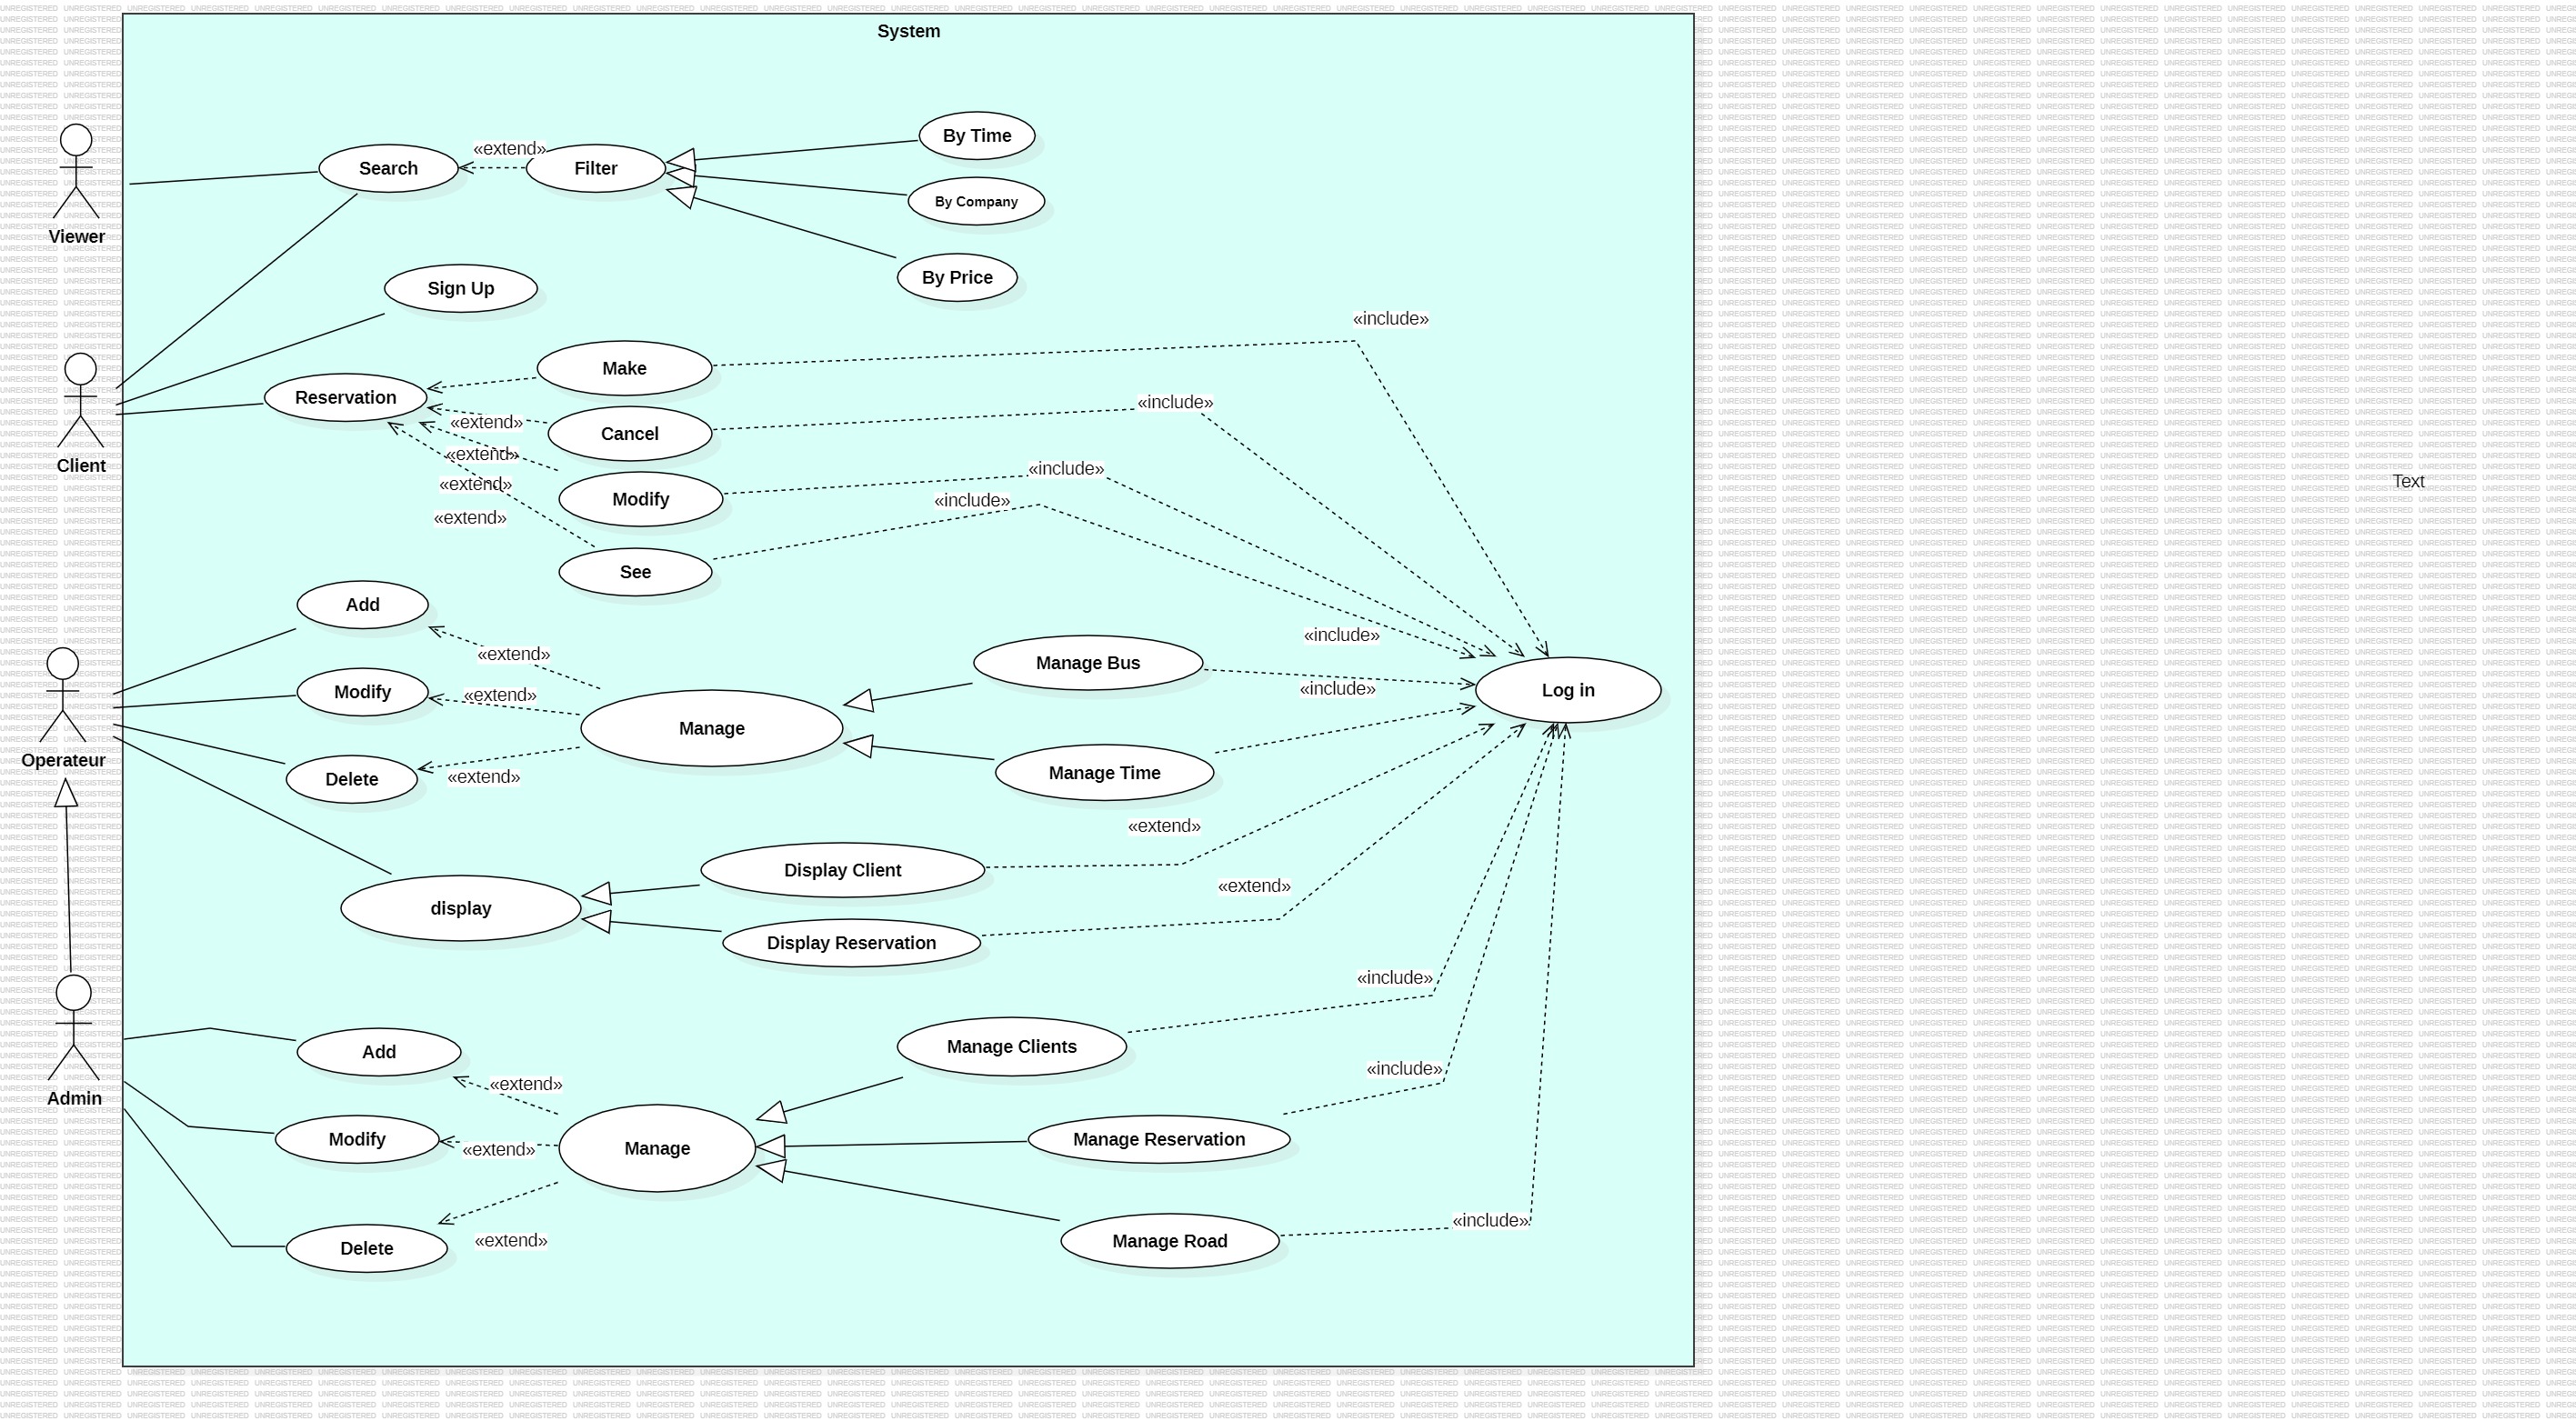 System
By Time
«extend»
Search
Filter
By Company
Viewer
By Price
Sign Up
«include»
Make
Reservation
«include»
«extend»
Cancel
«extend»
Client
«include»
«extend»
Text
Modify
«include»
«extend»
See
Add
«include»
«extend»
Manage Bus
«include»
Log in
Modify
«extend»
Manage
Operateur
Manage Time
Delete
«extend»
«extend»
Display Client
«extend»
display
Display Reservation
«include»
Manage Clients
Add
«include»
«extend»
Admin
Modify
«extend»
Manage
Manage Reservation
«include»
Delete
«extend»
Manage Road
UNREGISTERED